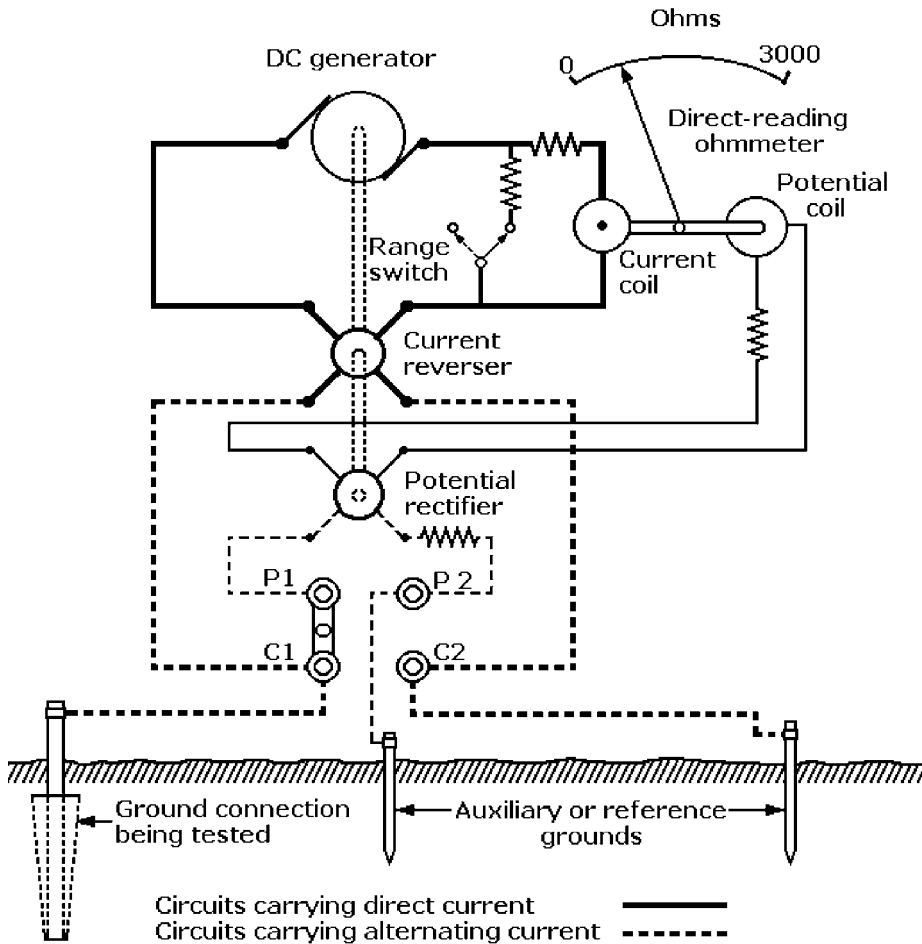 Ohms
DC generator
0
3000
Direct-reading
ohmmeter
Potential
coil
Range
switch
Current
coil
Current
reverser
Potential
rectifier
P1
P 2
C1
C2
Ground connection
being tested
Auxiliary or reference
grounds
Circuits carrying direct current
Circuits carrying alternating current